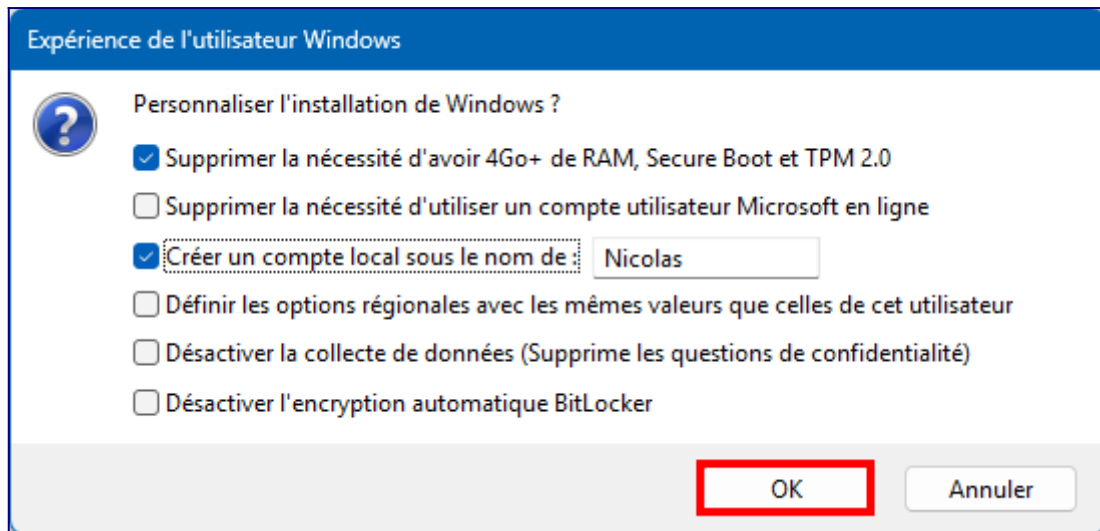 Expérience de l'utilisateur Windows
Personnaliser l'installation de Windows ?
Supprimer la nécessité d'avoir 4Go+ de RAM, Secure Boot et TPM 2.0
Supprimer la nécessité d'utiliser un compte utilisateur Microsoft en ligne
Créer un compte local sous le nom de : Nicolas
Définir les options régionales avec les mêmes valeurs que celles de cet utilisateur
Désactiver la collecte de données (Supprime les questions de confidentialité)
Désactiver l'encryption automatique BitLocker
OK Annuler